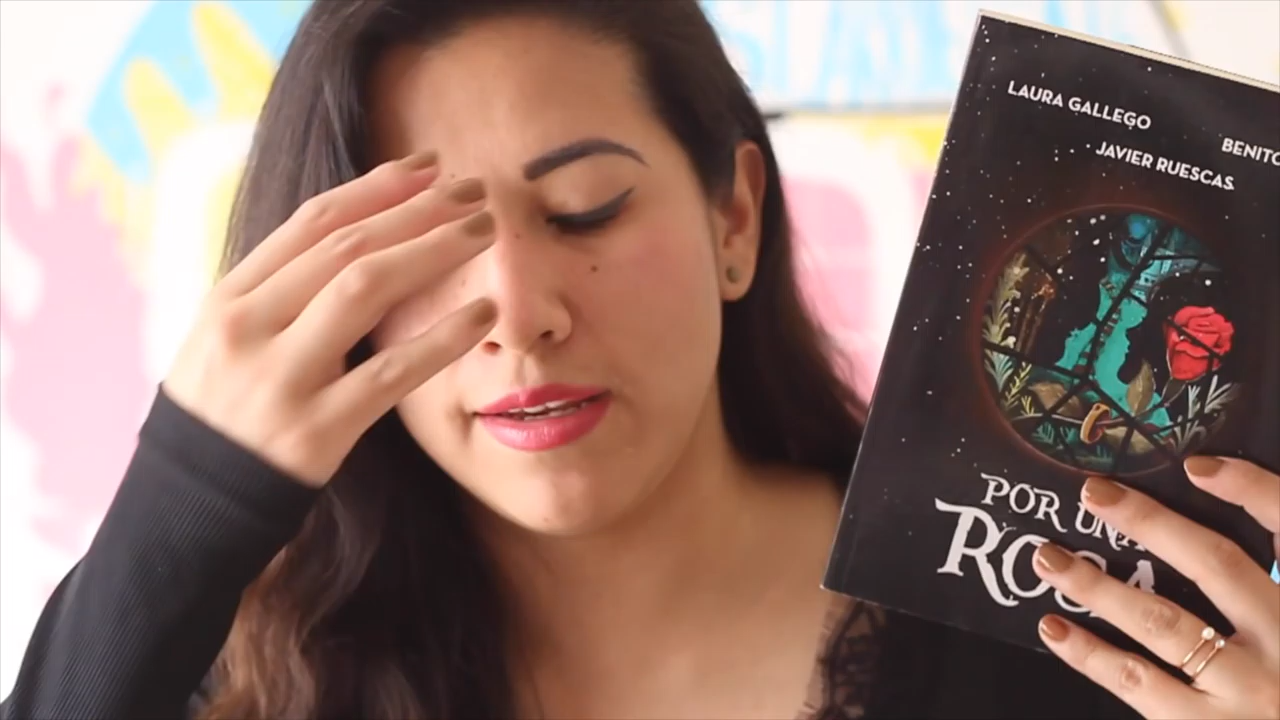 LAURA GALLEGO
BENITO
JAVIER RUESCAS
POR UNA
ROSA